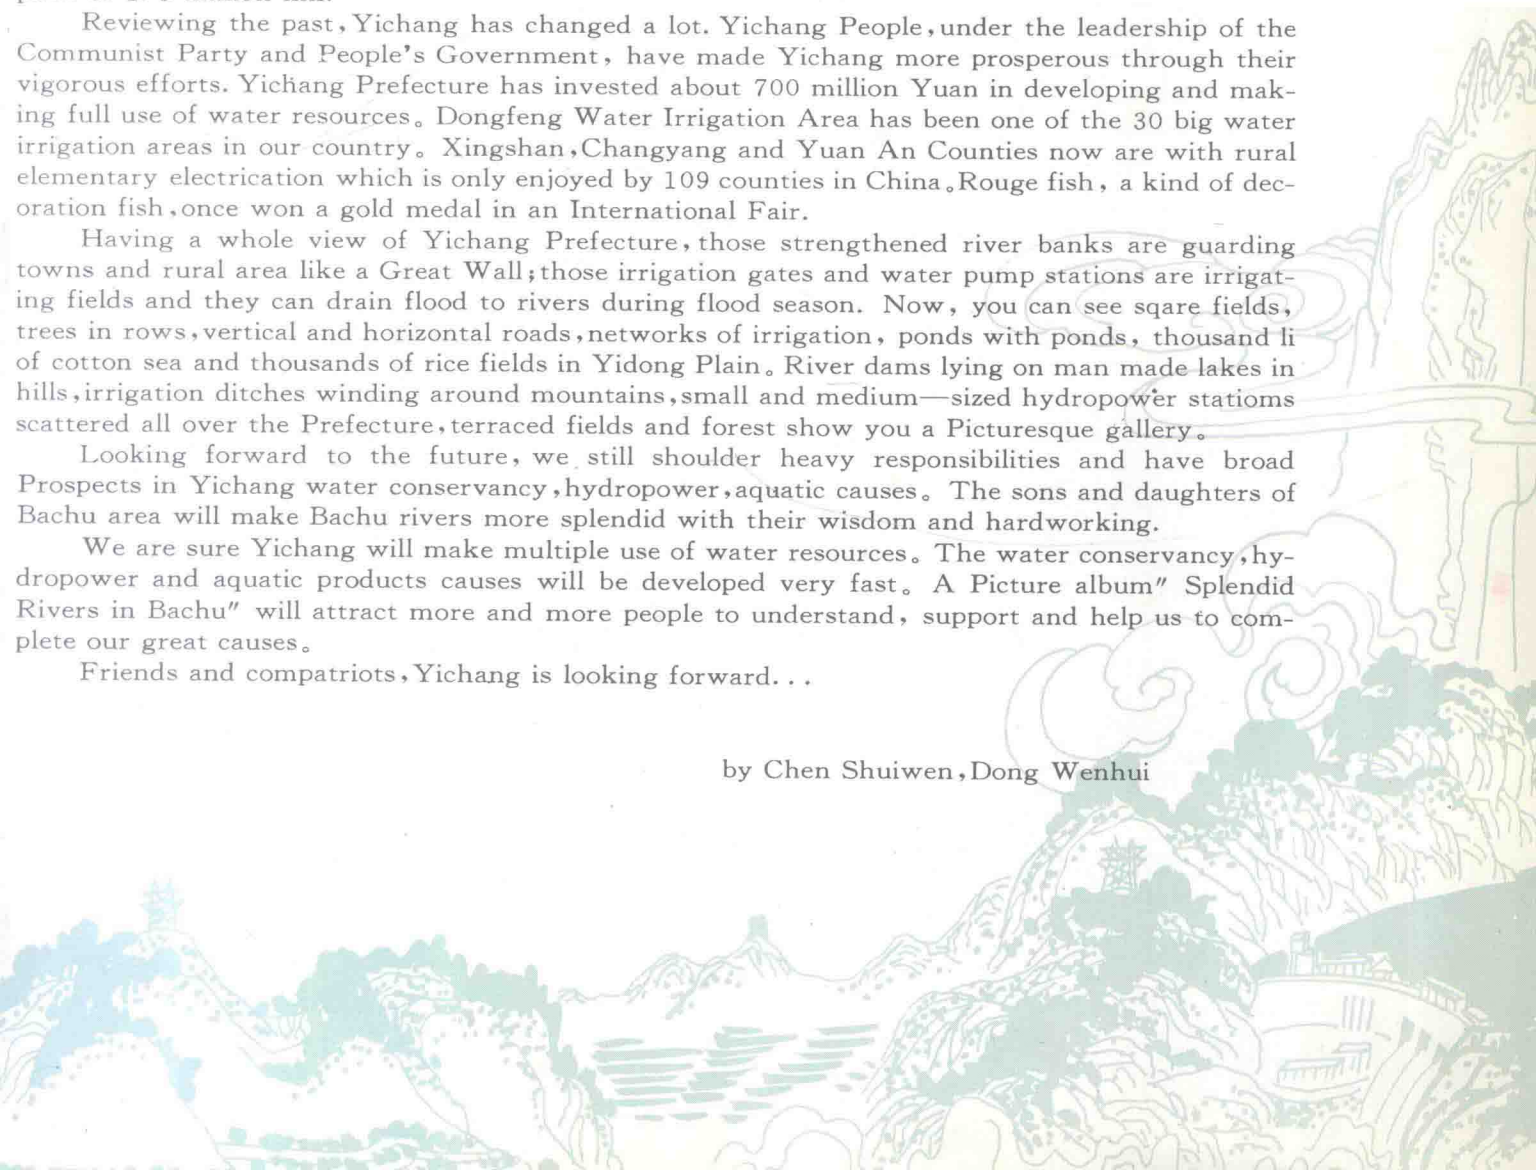 Reviewing the past, Yichang has changed a lot. Yichang People, under the leadership of the
Communist Party and People's Government, have made Yichang more prosperous through their
vigorous efforts. Yichang Prefecture has invested about 700 million Yuan in developing and mak-
ing full use of water resources。Dongfeng Water Irrigation Area has been one of the 30 big water
irrigation areas in our country。Xingshan, Changyang and Yuan An Counties now are with rural
elementary electrication which is only enjoyed by 109 counties in China。Rouge fish, a kind of dec-
oration fish, once won a gold medal in an International Fair.
Having a whole view of Yichang Prefecture, those strengthened river banks are guarding
towns and rural area like a Great Wall; those irrigation gates and water pump stations are irrigat-
ing fields and they can drain flood to rivers during flood season. Now, you can see sqare fields,
trees in rows, vertical and horizontal roads, networks of irrigation, ponds with ponds, thousand li
of cotton sea and thousands of rice fields in Yidong Plain。River dams lying on man made lakes in
hills, irrigation ditches winding around mountains, small and medium—sized hydropower statioms
scattered all over the Prefecture, terraced fields and forest show you a Picturesque gallery。
Looking forward to the future, we still shoulder heavy responsibilities and have broad
Prospects in Yichang water conservancy, hydropower, aquatic causes。The sons and daughters of
Bachu area will make Bachu rivers more splendid with their wisdom and hardworking.
We are sure Yichang will make multiple use of water resources。The water conservancy, hy-
dropower and aquatic products causes will be developed very fast。A Picture album" Splendid
Rivers in Bachu" will attract more and more people to understand, support and help us to com-
plete our great causes。
Friends and compatriots, Yichang is looking forward...
by Chen Shuiwen, Dong Wenhui